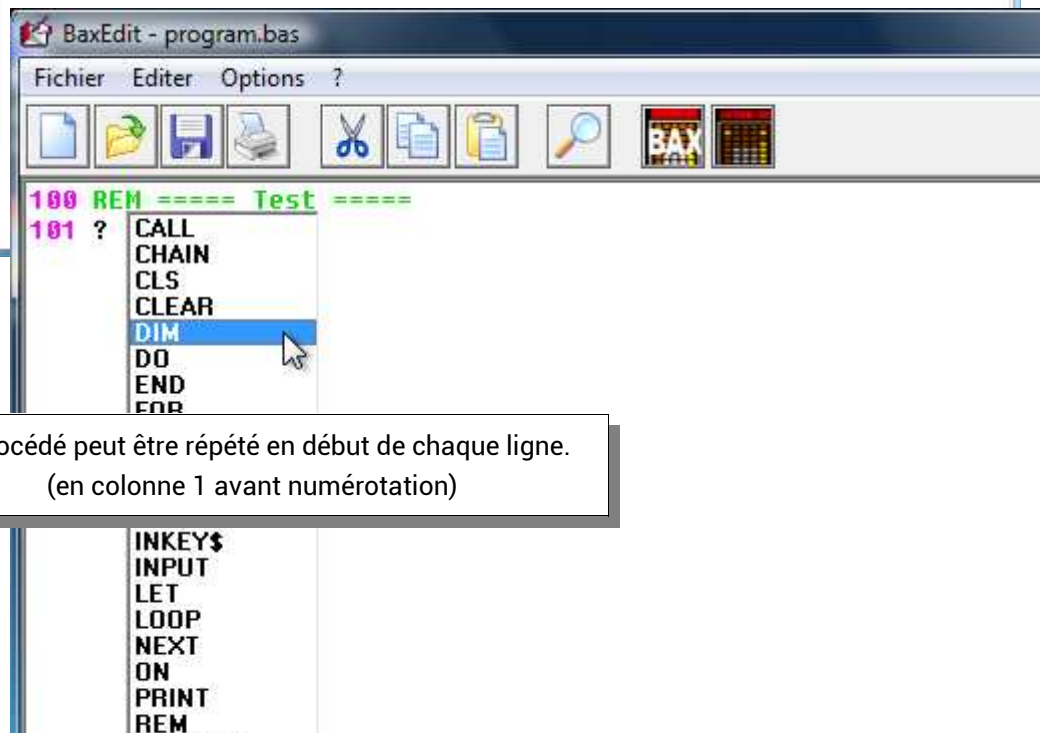 BaxEdit - program.bas
Fichier Editer Options ?
BAX
100 REM ===== Test =====
101 ?
CALL
CHAIN
CLS
CLEAR
DIM
DO
END
FOR
peut être répété en début de chaque ligne.
(en colonne 1 avant numérotation)
INKEY$
INPUT
LET
LOOP
NEXT
ON
PRINT
REM